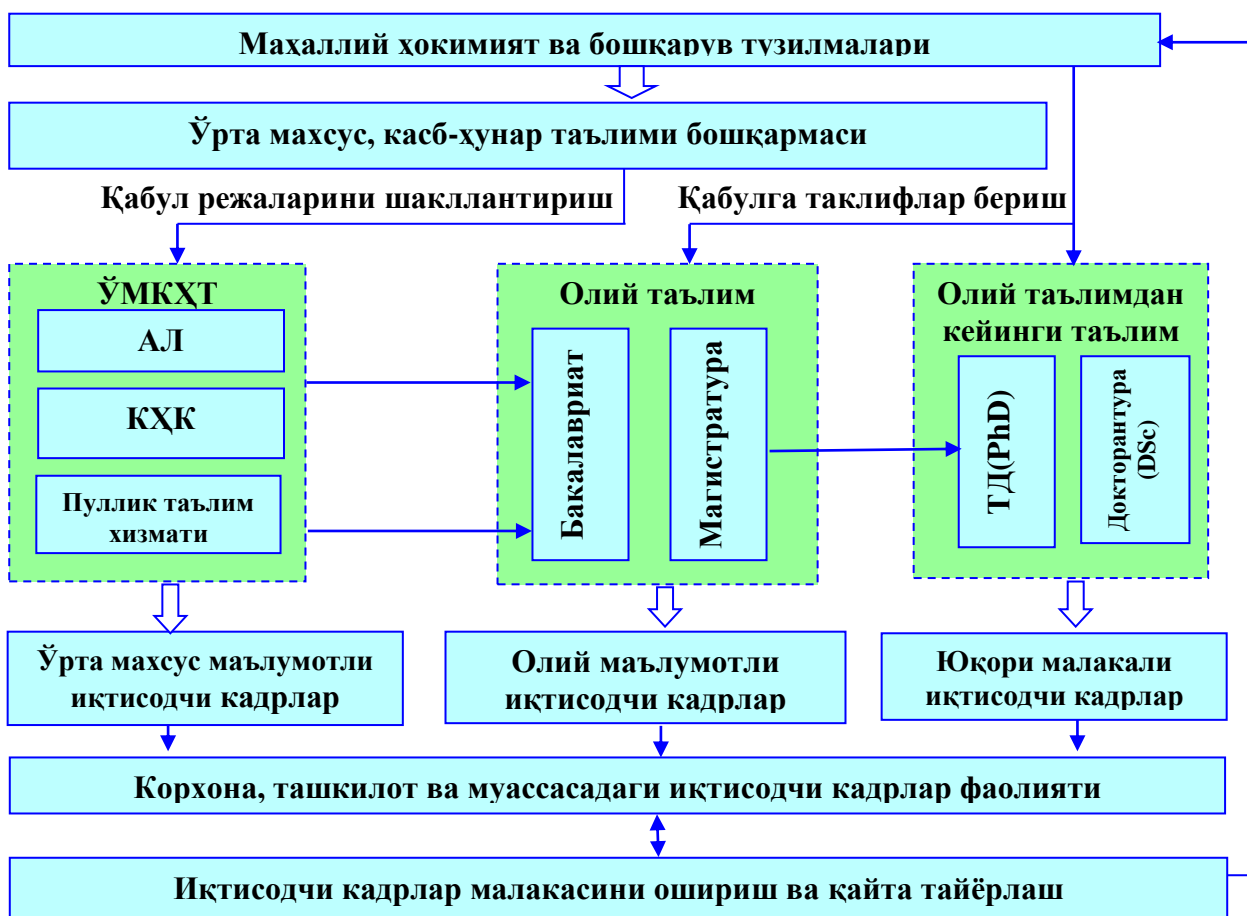 Маҳаллий ҳокимият ва бошқарув тузилмалари
Ўрта махсус, касб-ҳунар таълими бошқармаси
Қабул режаларини шакллантириш
Қабулга таклифлар бериш
ЎМКҲТ
АЛ
КҲК
Пуллик таълим
хизмати
Олий таълим
Бакалавриат
Магистратура
Олий таълимдан
кейинги таълим
ТД(PhD)
Докторантура
(DSc)
Ўрта махсус маълумотли
иқтисодчи кадрлар
Олий маълумотли
иқтисодчи кадрлар
Юқори малакали
иқтисодчи кадрлар
Корхона, ташкилот ва муассасадаги иқтисодчи кадрлар фаолияти
Иқтисодчи кадрлар малакасини ошириш ва қайта тайёрлаш